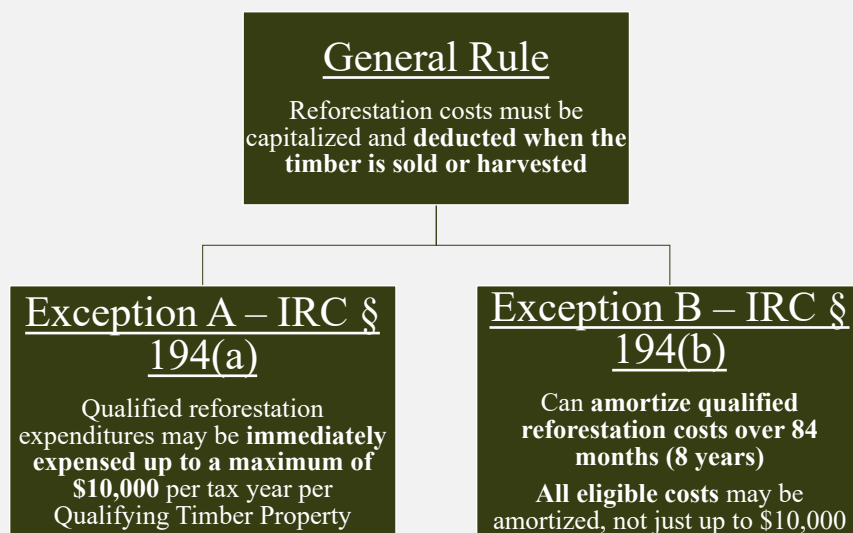 General Rule
Reforestation costs must be
capitalized and deducted when the
timber is sold or harvested
Exception A – IRC §
194(a)
Qualified reforestation
expenditures may be immediately
expensed up to a maximum of
$10,000 per tax year per
Qualifying Timber Property
Exception B – IRC §
194(b)
Can amortize qualified
reforestation costs over 84
months (8 years)
All eligible costs may be
amortized, not just up to $10,000